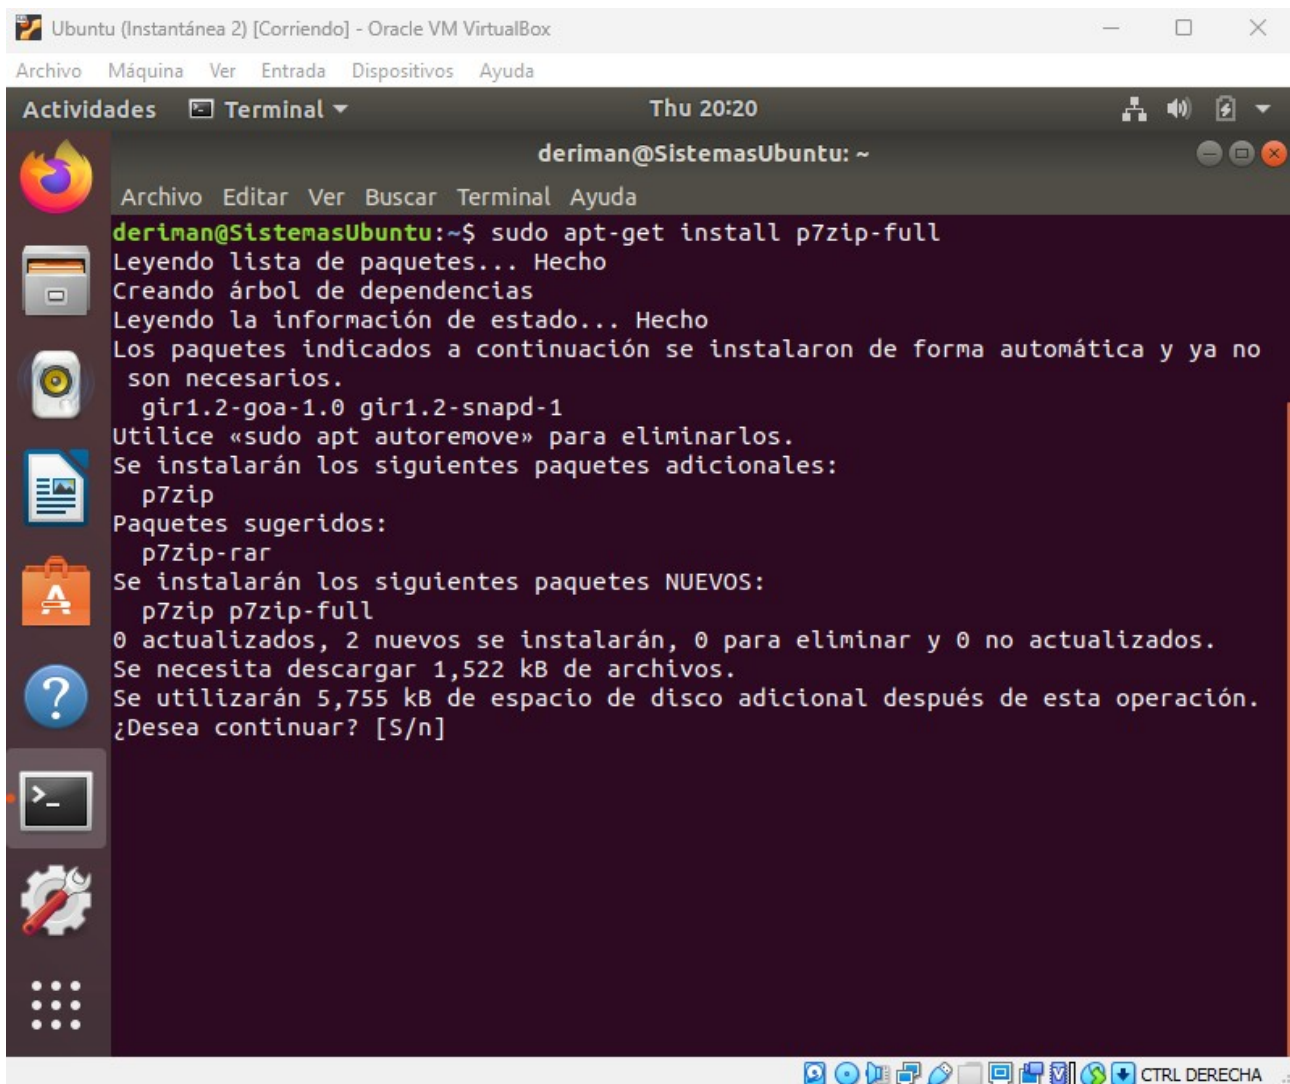 Ubuntu (Instantánea 2) [Corriendo] - Oracle VM VirtualBox
Archivo Máquina Ver Entrada Dispositivos Ayuda
Actividades Terminal Thu 20:20
deriman@SistemasUbuntu: ~
Archivo Editar Ver Buscar Terminal Ayuda
deriman@SistemasUbuntu:~$ sudo apt-get install p7zip-full
Leyendo lista de paquetes... Hecho
Creando árbol de dependencias
Leyendo la información de estado... Hecho
Los paquetes indicados a continuación se instalaron de forma automática y ya no
son necesarios.
gir1.2-goa-1.0 gir1.2-snapd-1
Utilice «sudo apt autoremove» para eliminarlos.
Se instalarán los siguientes paquetes adicionales:
p7zip
Paquetes sugeridos:
p7zip-rar
Se instalarán los siguientes paquetes NUEVOS:
p7zip p7zip-full
0 actualizados, 2 nuevos se instalarán, 0 para eliminar y 0 no actualizados.
Se necesita descargar 1,522 kB de archivos.
Se utilizarán 5,755 kB de espacio de disco adicional después de esta operación.
¿Desea continuar? [S/n]
CTRL DERECHA